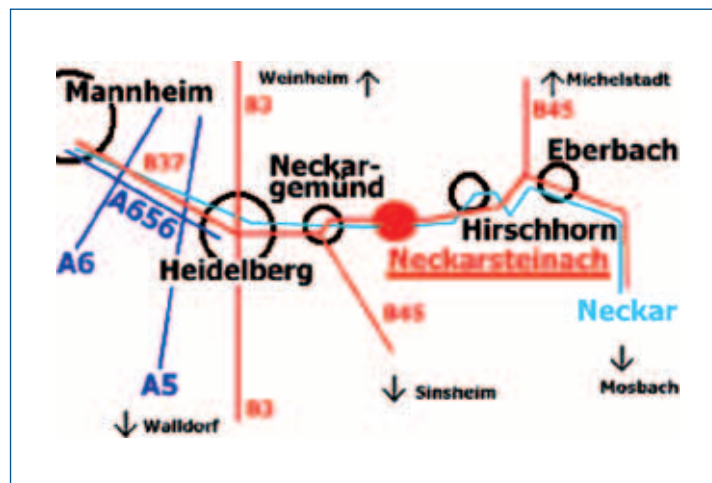 Weinheim
Michelstadt
Mannheim
B3
B45
B37
Neckar-
gemünd
Eberbach
A656
Hirschhorn
A6
Heidelberg
Neckarsteinach
B45
Neckar
A5
Sinsheim
Mosbach
B3
Walldorf